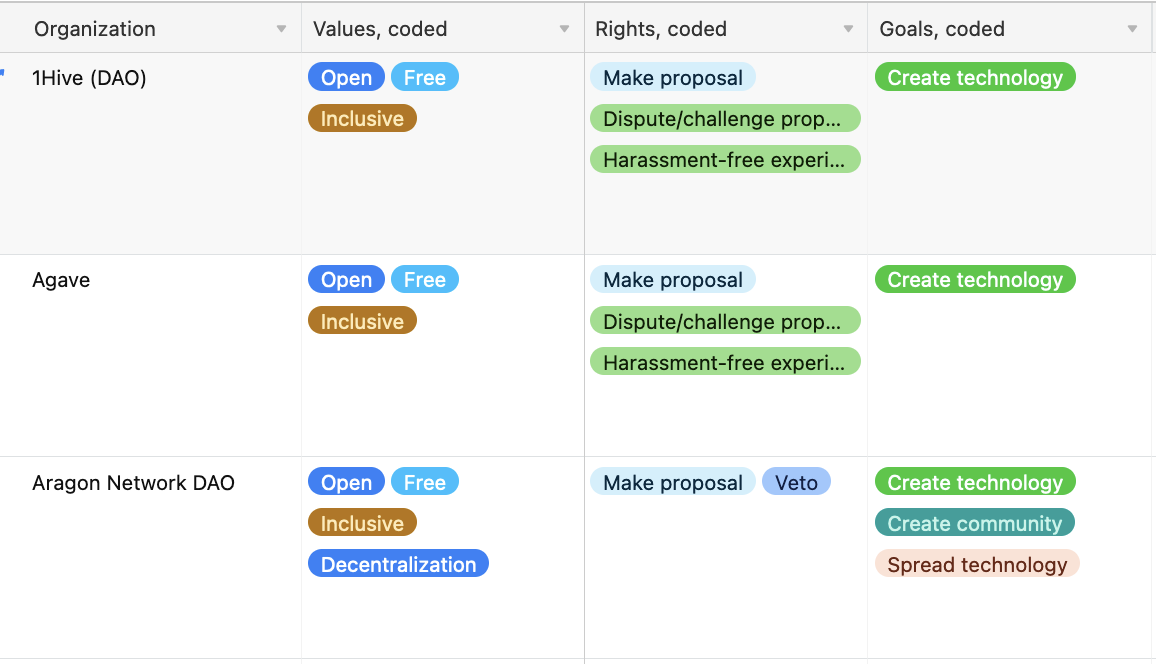 Organization Values, coded Rights, coded Goals, coded
1Hive (DAO) Open Free Make proposal Create technology
Inclusive Dispute/challenge prop...
Harassment-free experi...
Agave Open Free Make proposal Create technology
Inclusive Dispute/challenge prop...
Harassment-free experi...
Aragon Network DAO Open Free Make proposal Veto Create technology
Inclusive Create community
Decentralization Spread technology